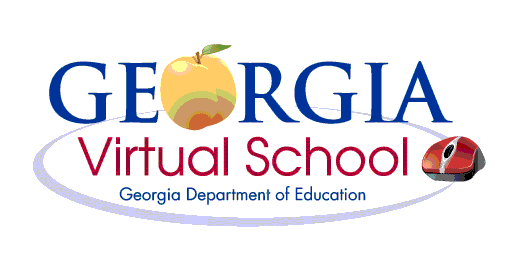 GEORGIA
Virtual School
Georgia Department of Education